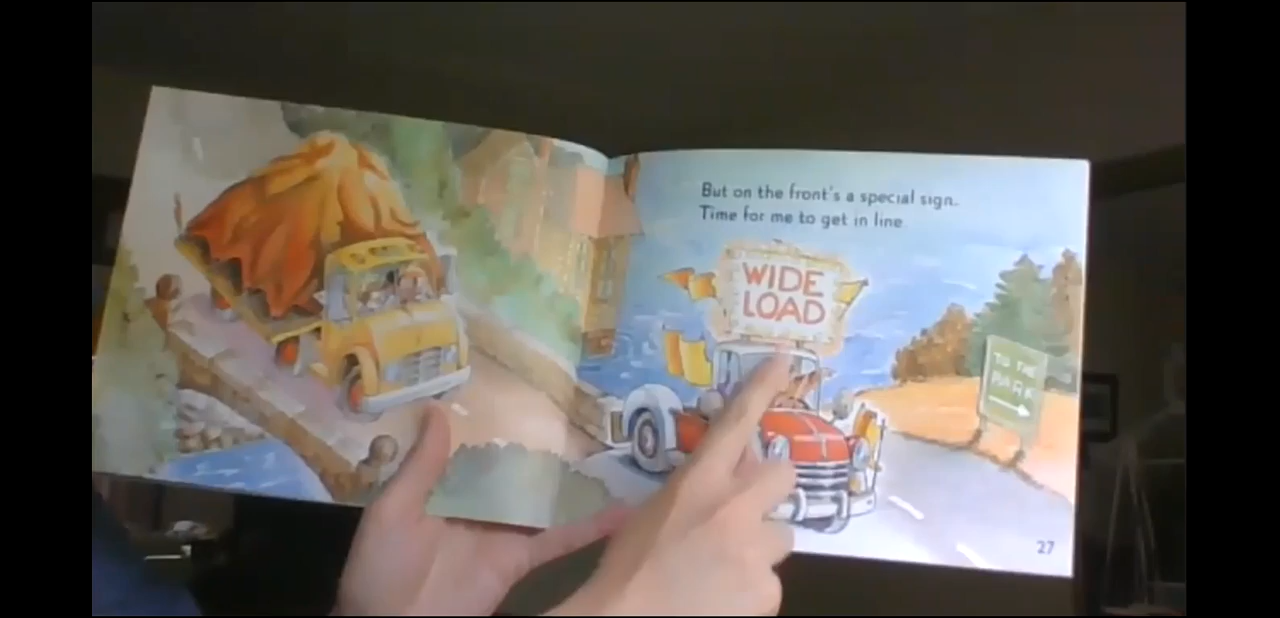 But on the front's a special sign.
Time for me to get in line.
WIDE
LOAD
TO THE
PARK
27